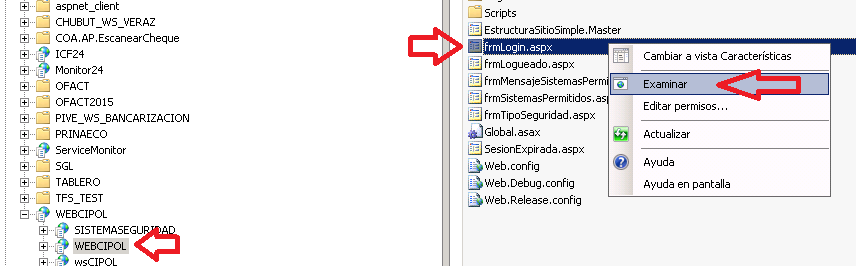 aspnet_client
CHUBUT_WS_VERAZ
COA.AP.EscanearCheque
ICF24
Monitor24
OFACT
OFACT2015
PIVE_WS_BANCARIZACION
PRINAECO
ServiceMonitor
SGL
TABLERO
TFS_TEST
WEBCIPOL
SISTEMASEGURIDAD
WEBCIPOL
wsCIPOL
Scripts
EstructuraSitioSimple.Master
frmLogin.aspx
frmLogueado.aspx
frmMensajeSistemasPermit
frmSistemasPermitidos.asp
frmTipoSeguridad.aspx
Global.asax
SesionExpirada.aspx
Web.config
Web.Debug.config
Web.Release.config
Cambiar a vista Características
Examinar
Editar permisos...
Actualizar
Ayuda
Ayuda en pantalla